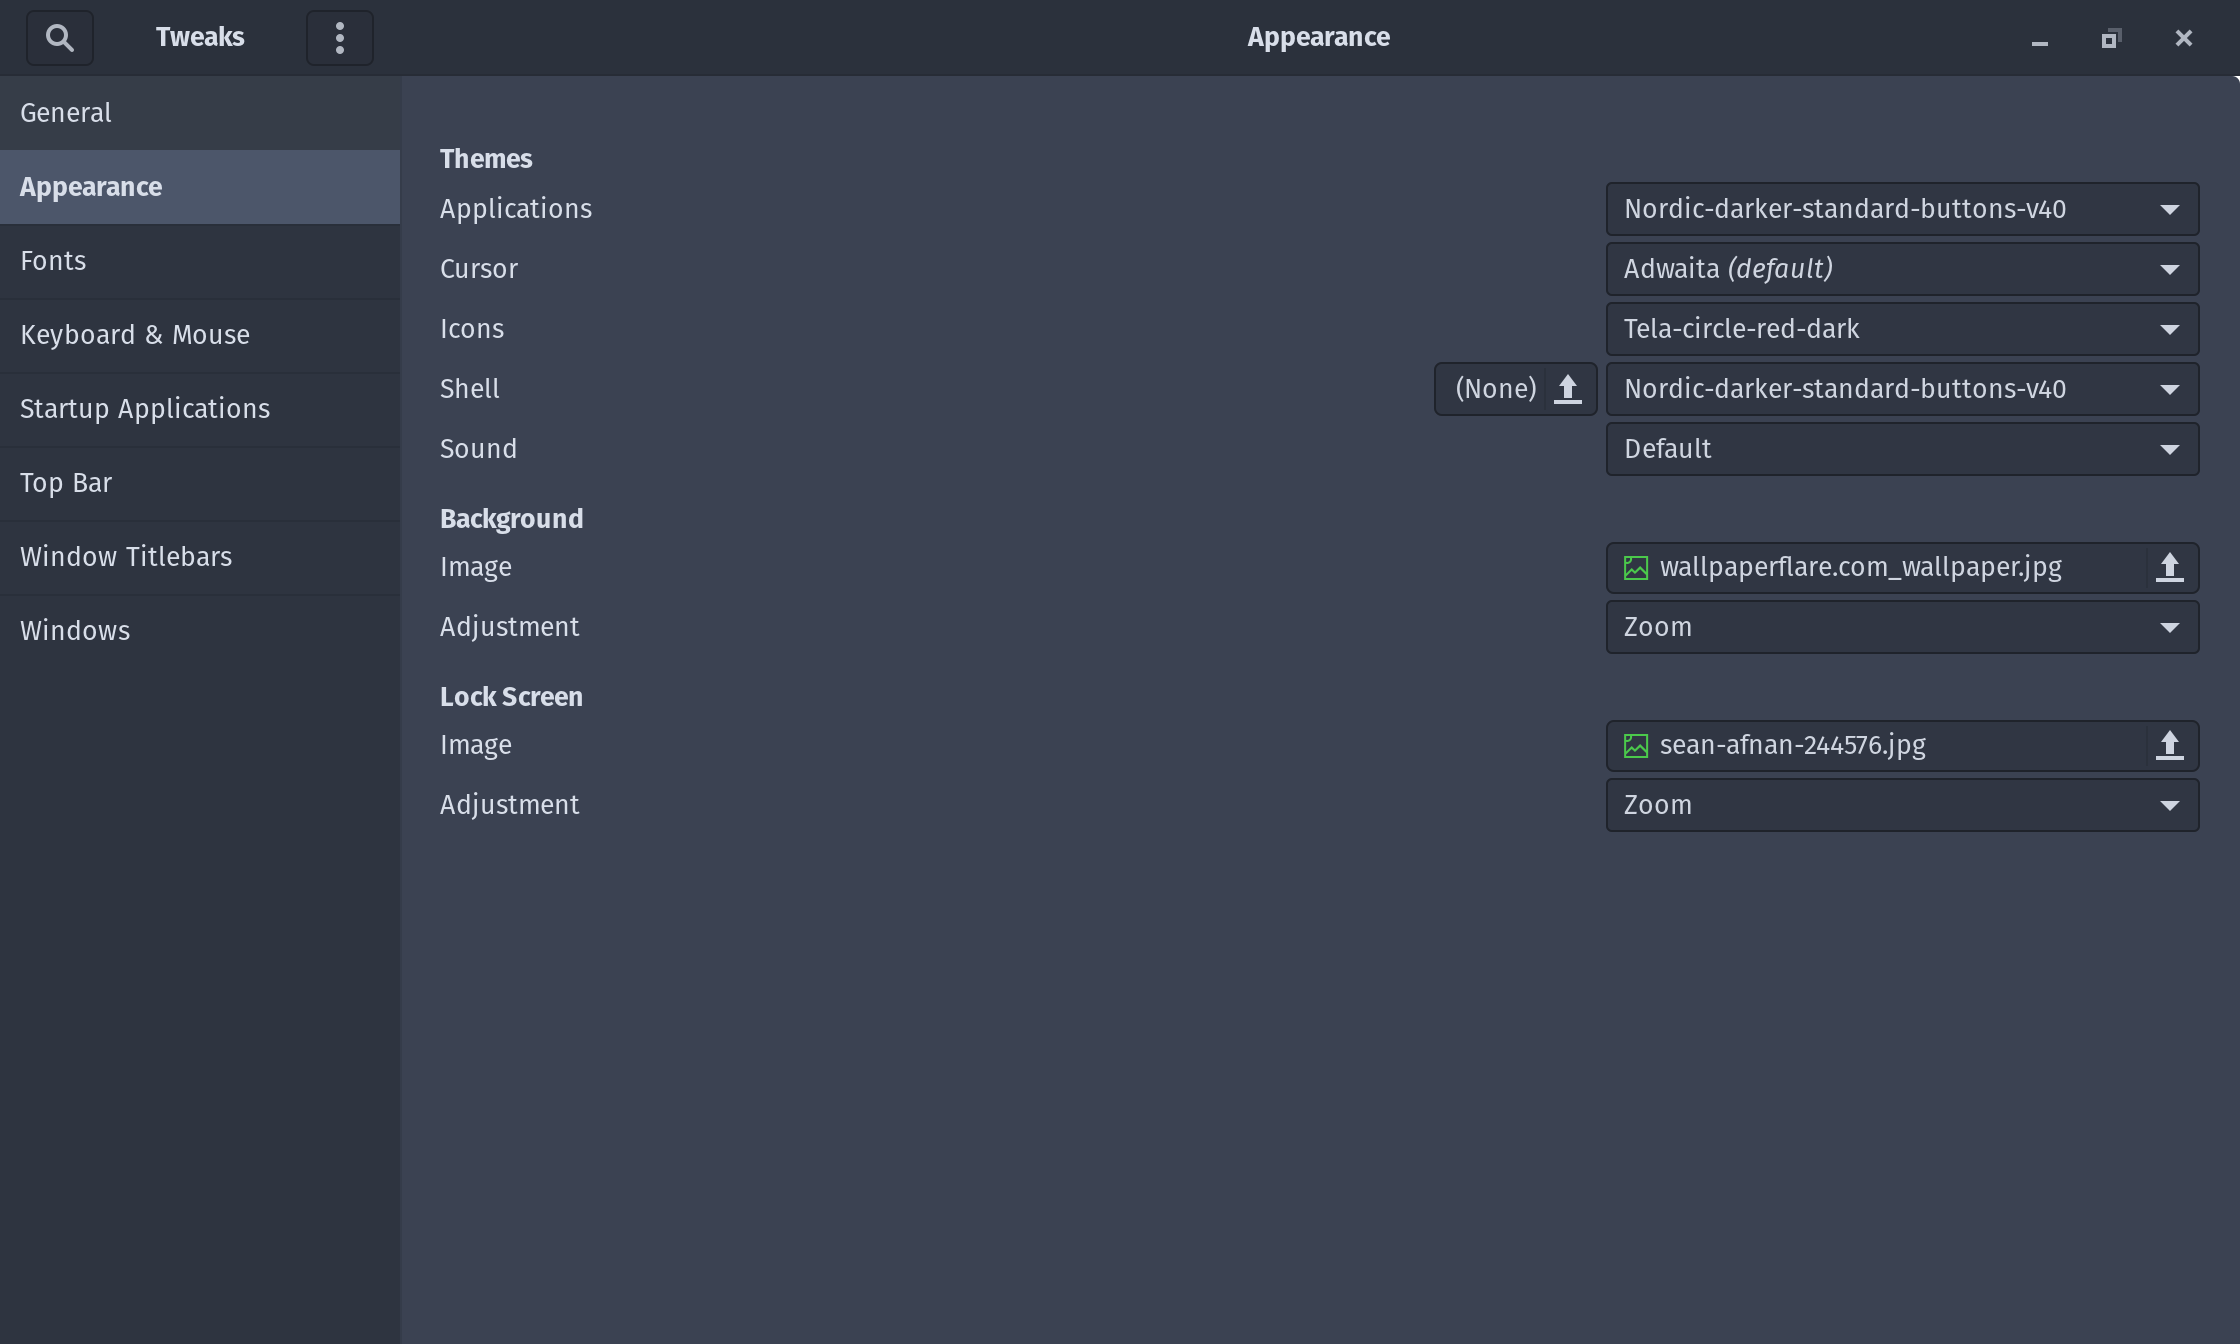 Tweaks
Appearance
General
Appearance
Fonts
Keyboard & Mouse
Startup Applications
Top Bar
Window Titlebars
Windows
Themes
Applications Nordic-darker-standard-buttons-v40
Cursor Adwaita (default)
Icons Tela-circle-red-dark
Shell (None) Nordic-darker-standard-buttons-v40
Sound Default
Background
Image wallpaperflare.com_wallpaper.jpg
Adjustment Zoom
Lock Screen
Image sean-afnan-244576.jpg
Adjustment Zoom